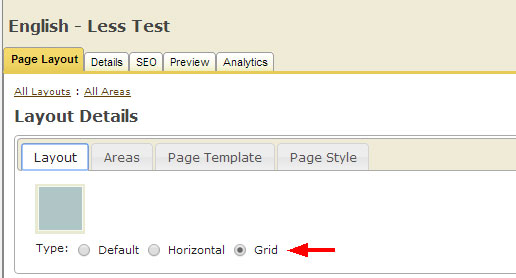 English - Less Test
Page Layout Details SEO Preview Analytics
All Layouts : All Areas
Layout Details
Layout Areas Page Template Page Style
Type: Default Horizontal Grid